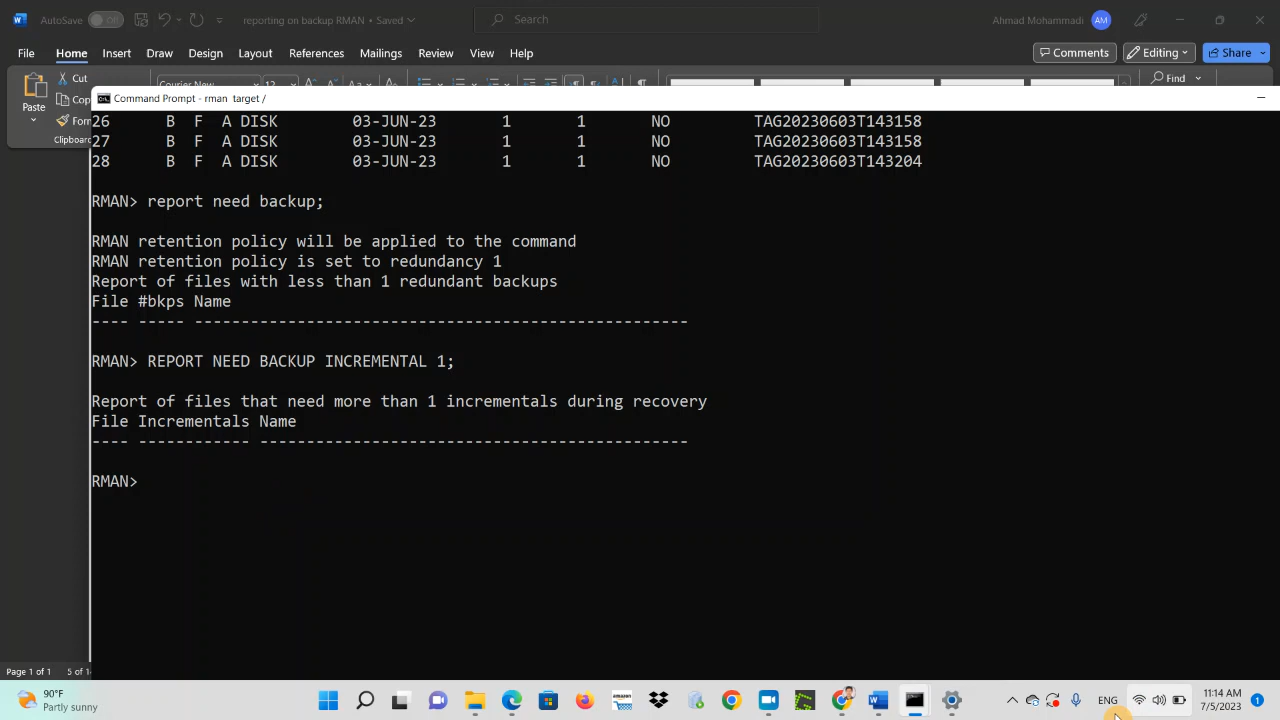 AutoSave Off reporting on backup RMAN • Saved Search Ahmad Mohammadi AM
File Home Insert Draw Design Layout References Mailings Review View Help Comments Editing Share
Paste Cut Courier New 12 Find
Clipboard
Command Prompt - rman target /
26 B F A DISK 03-JUN-23 1 1 NO TAG20230603T143158
27 B F A DISK 03-JUN-23 1 1 NO TAG20230603T143158
28 B F A DISK 03-JUN-23 1 1 NO TAG20230603T143204
RMAN> report need backup;
RMAN retention policy will be applied to the command
RMAN retention policy is set to redundancy 1
Report of files with less than 1 redundant backups
File #bkps Name
---- ----- -----------------------------------------------------
RMAN> REPORT NEED BACKUP INCREMENTAL 1;
Report of files that need more than 1 incrementals during recovery
File Incrementals Name
---- ------------ ----------------------------------------------
RMAN>
Page 1 of 1
90°F
Partly sunny
ENG
11:14 AM
7/5/2023